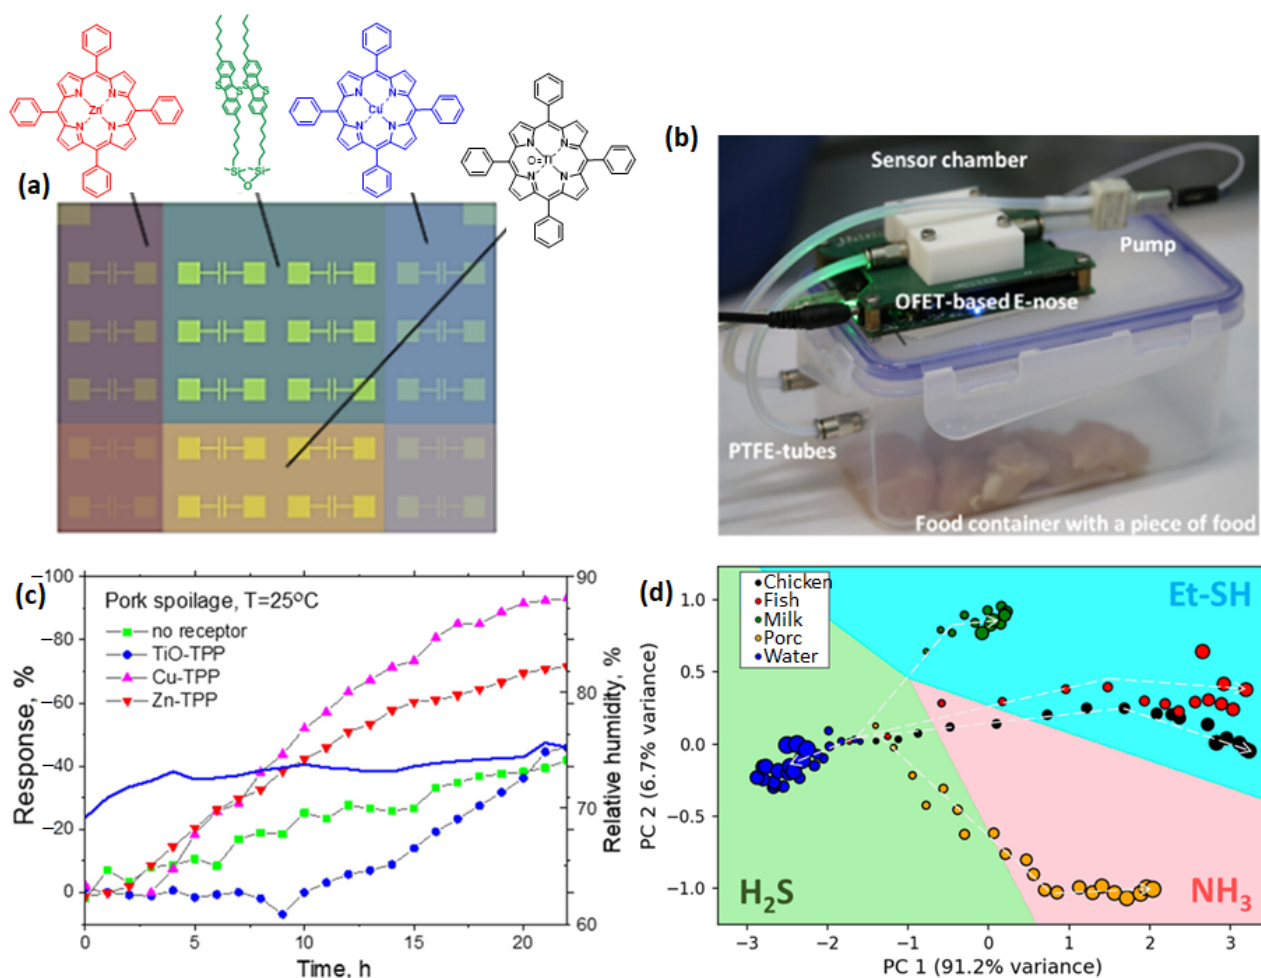 Zn
Cu
N
N
N
N
N
N
N
N
O
Ti
N
N
N
N
S
S
S
S
Si
Si
O
(a)
(b)
Sensor chamber
Pump
OFET-based E-nose
PTFE-tubes
Food container with a piece of food
(c)
Pork spoilage, T=25°C
no receptor
TiO-TPP
Cu-TPP
Zn-TPP
Response, %
−100
−80
−60
−40
−20
0
0
5
10
15
20
Time, h
90
80
70
60
Relative humidity, %
(d)
Chicken
Fish
Milk
Porc
Water
Et-SH
H₂S
NH₃
PC 2 (6.7% variance)
1.0
0.5
0.0
−0.5
−1.0
−3
−2
−1
0
1
2
3
PC 1 (91.2% variance)